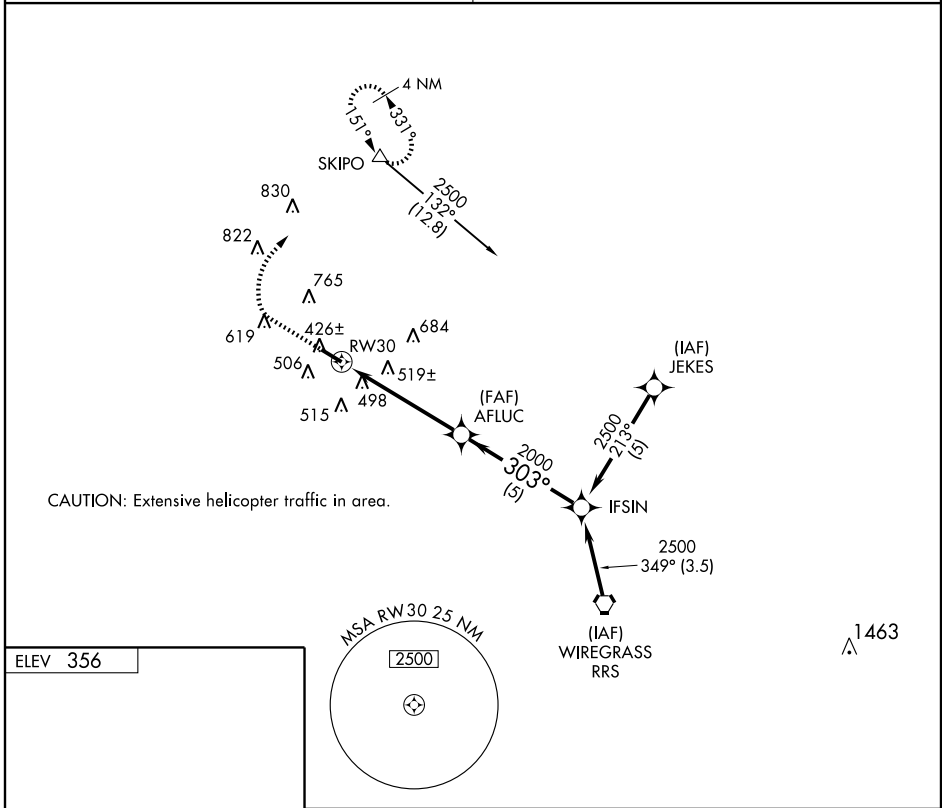 4 NM
331°
151°
SKIPO
2500
132°
(12.8)
830
822
765
619
426±
RW30
684
506
519±
498
515
(FAF)
AFLUC
(IAF)
JEKES
2500
213°
(5)
2000
303°
(5)
IFSIN
CAUTION: Extensive helicopter traffic in area.
2500
349° (3.5)
(IAF)
WIREGRASS
RRS
1463
MSA RW30 25 NM
2500
ELEV 356